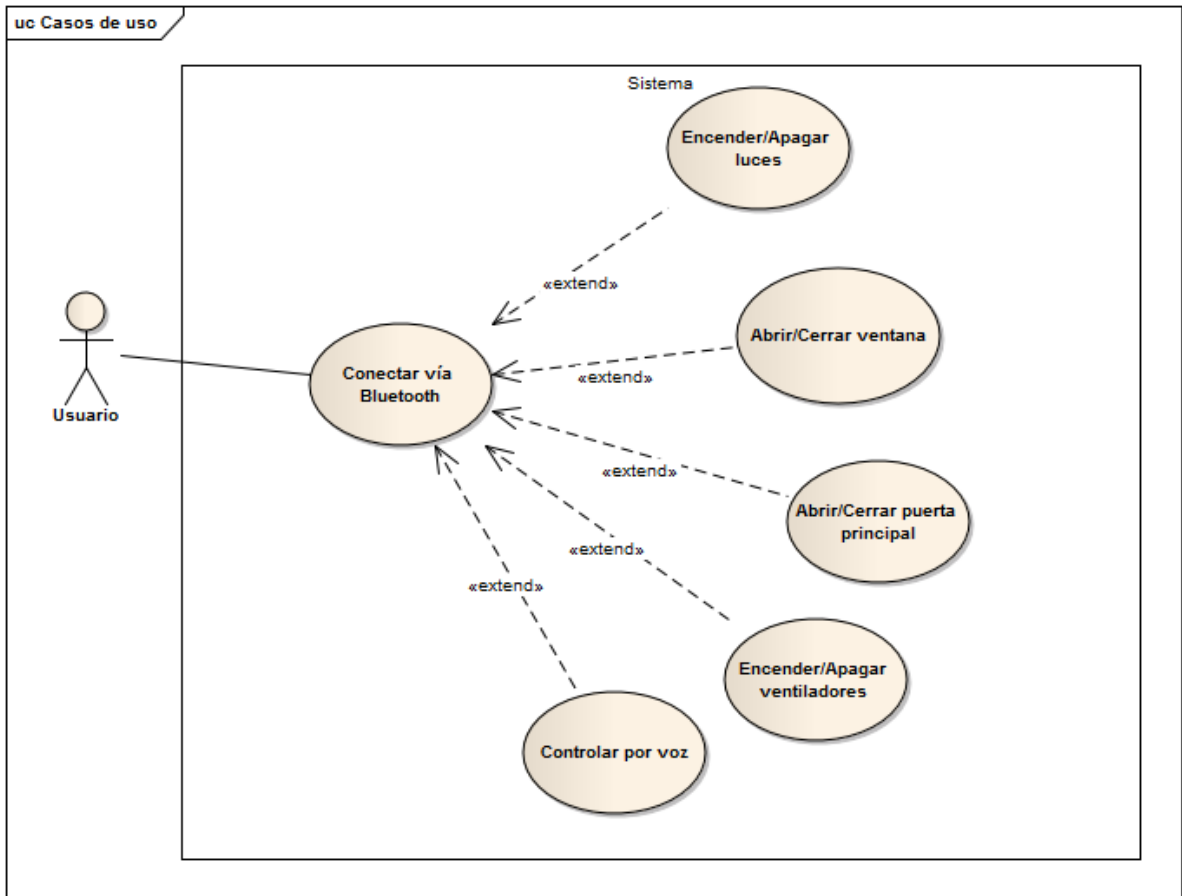 uc Casos de uso
Sistema
Encender/Apagar
luces
«extend»
Abrir/Cerrar ventana
«extend»
Conectar vía
Bluetooth
Usuario
«extend»
Abrir/Cerrar puerta
principal
«extend»
«extend»
Encender/Apagar
ventiladores
Controlar por voz